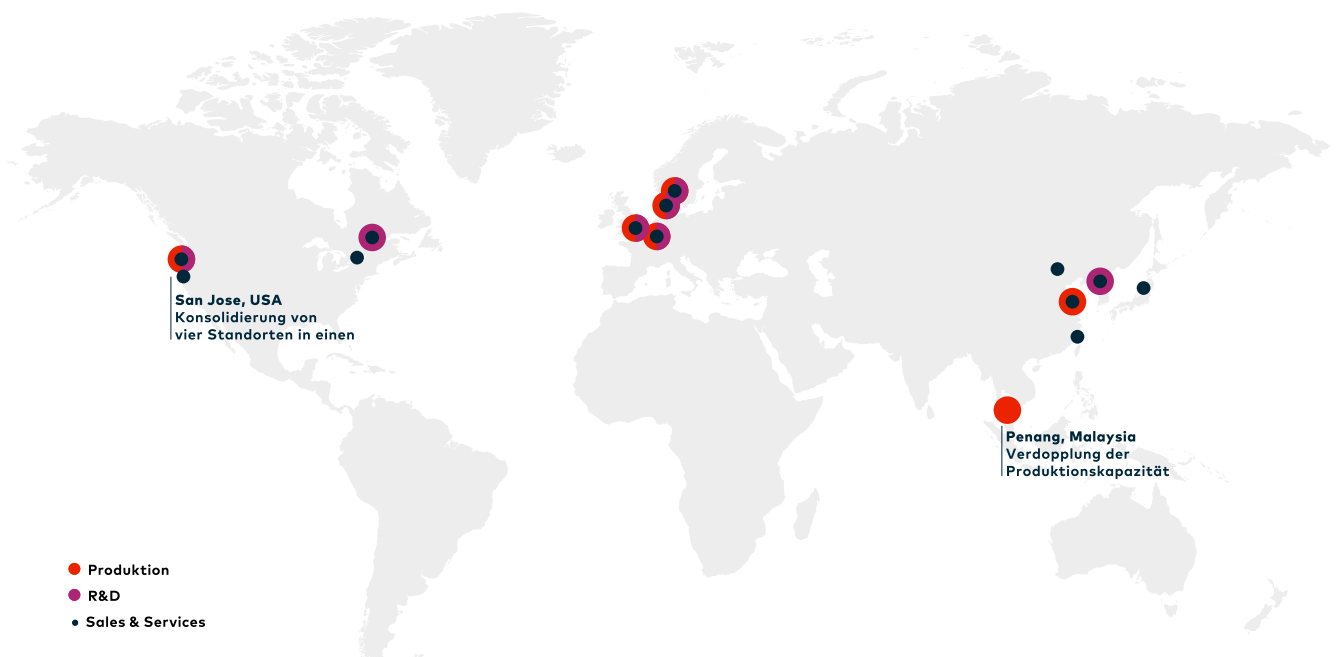 San Jose, USA
Konsolidierung von
vier Standorten in einen
Penang, Malaysia
Verdopplung der
Produktionskapazität
Produktion
R&D
Sales & Services